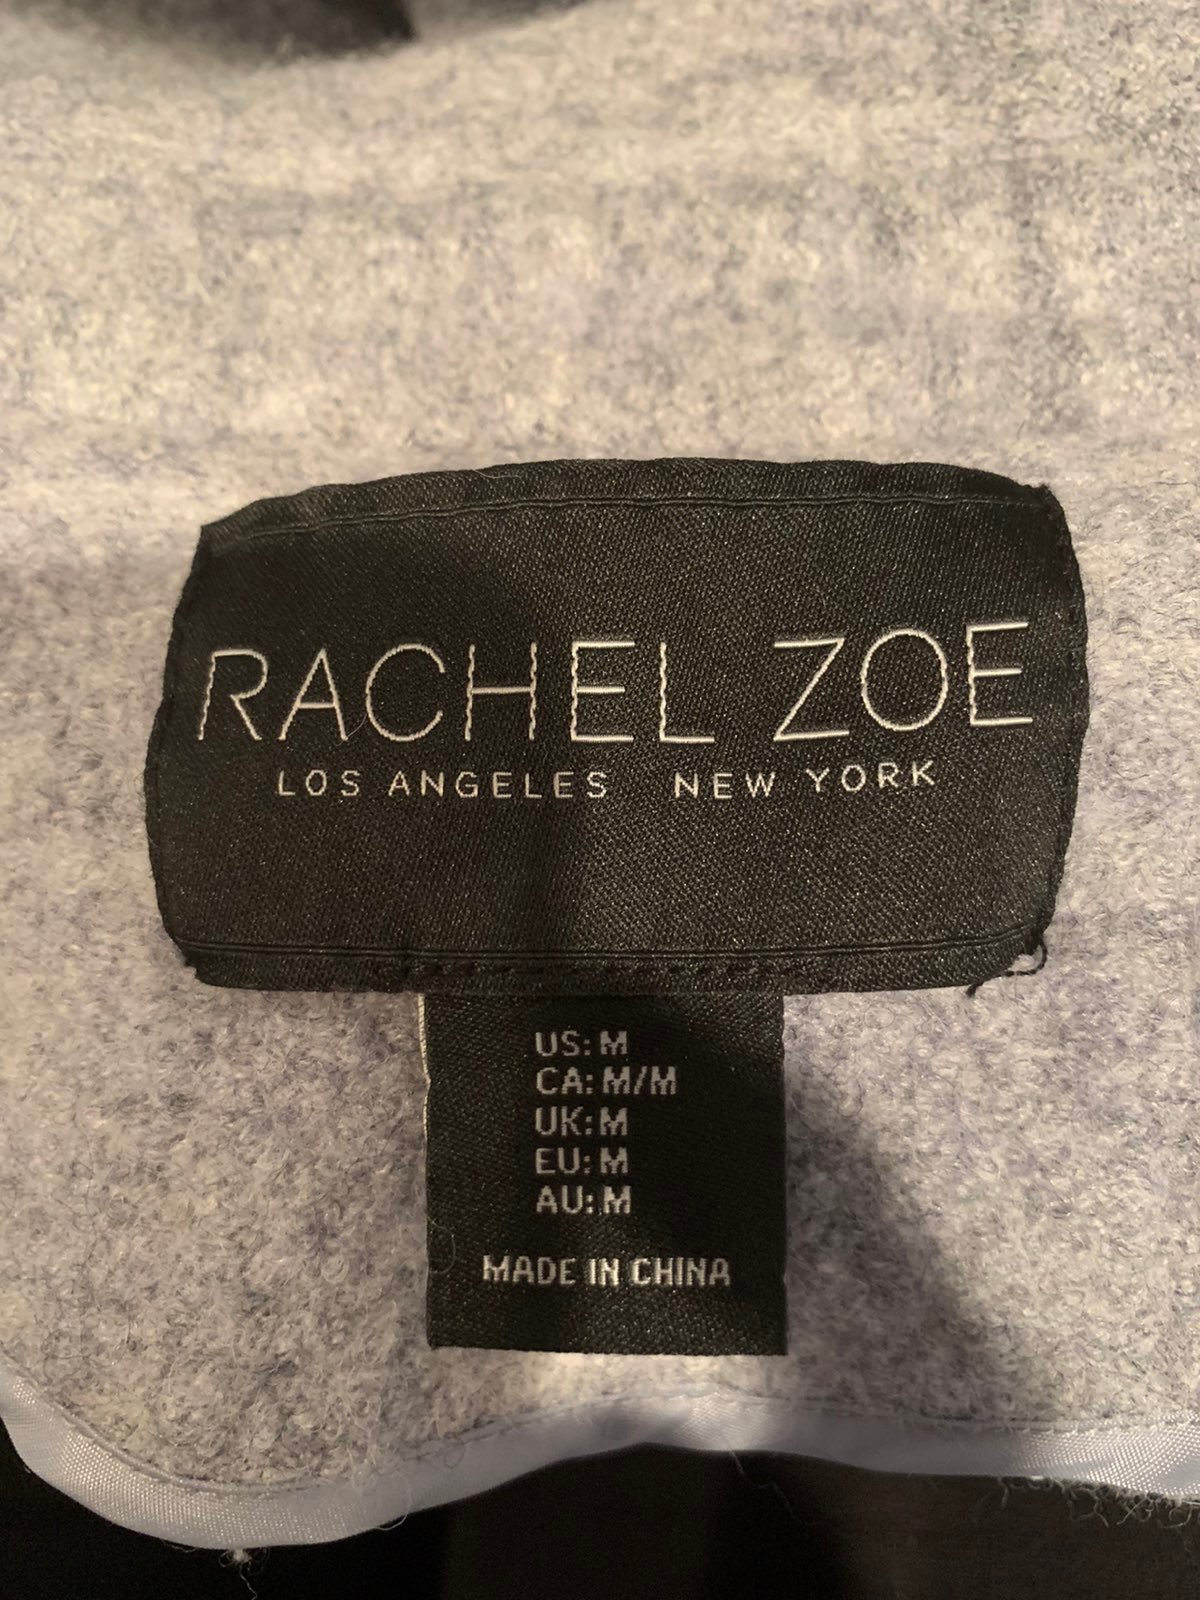 RACHEL ZOE
LOS ANGELES NEW YORK
US: M
CA: M/M
UK: M
EU: M
AU: M
MADE IN CHINA